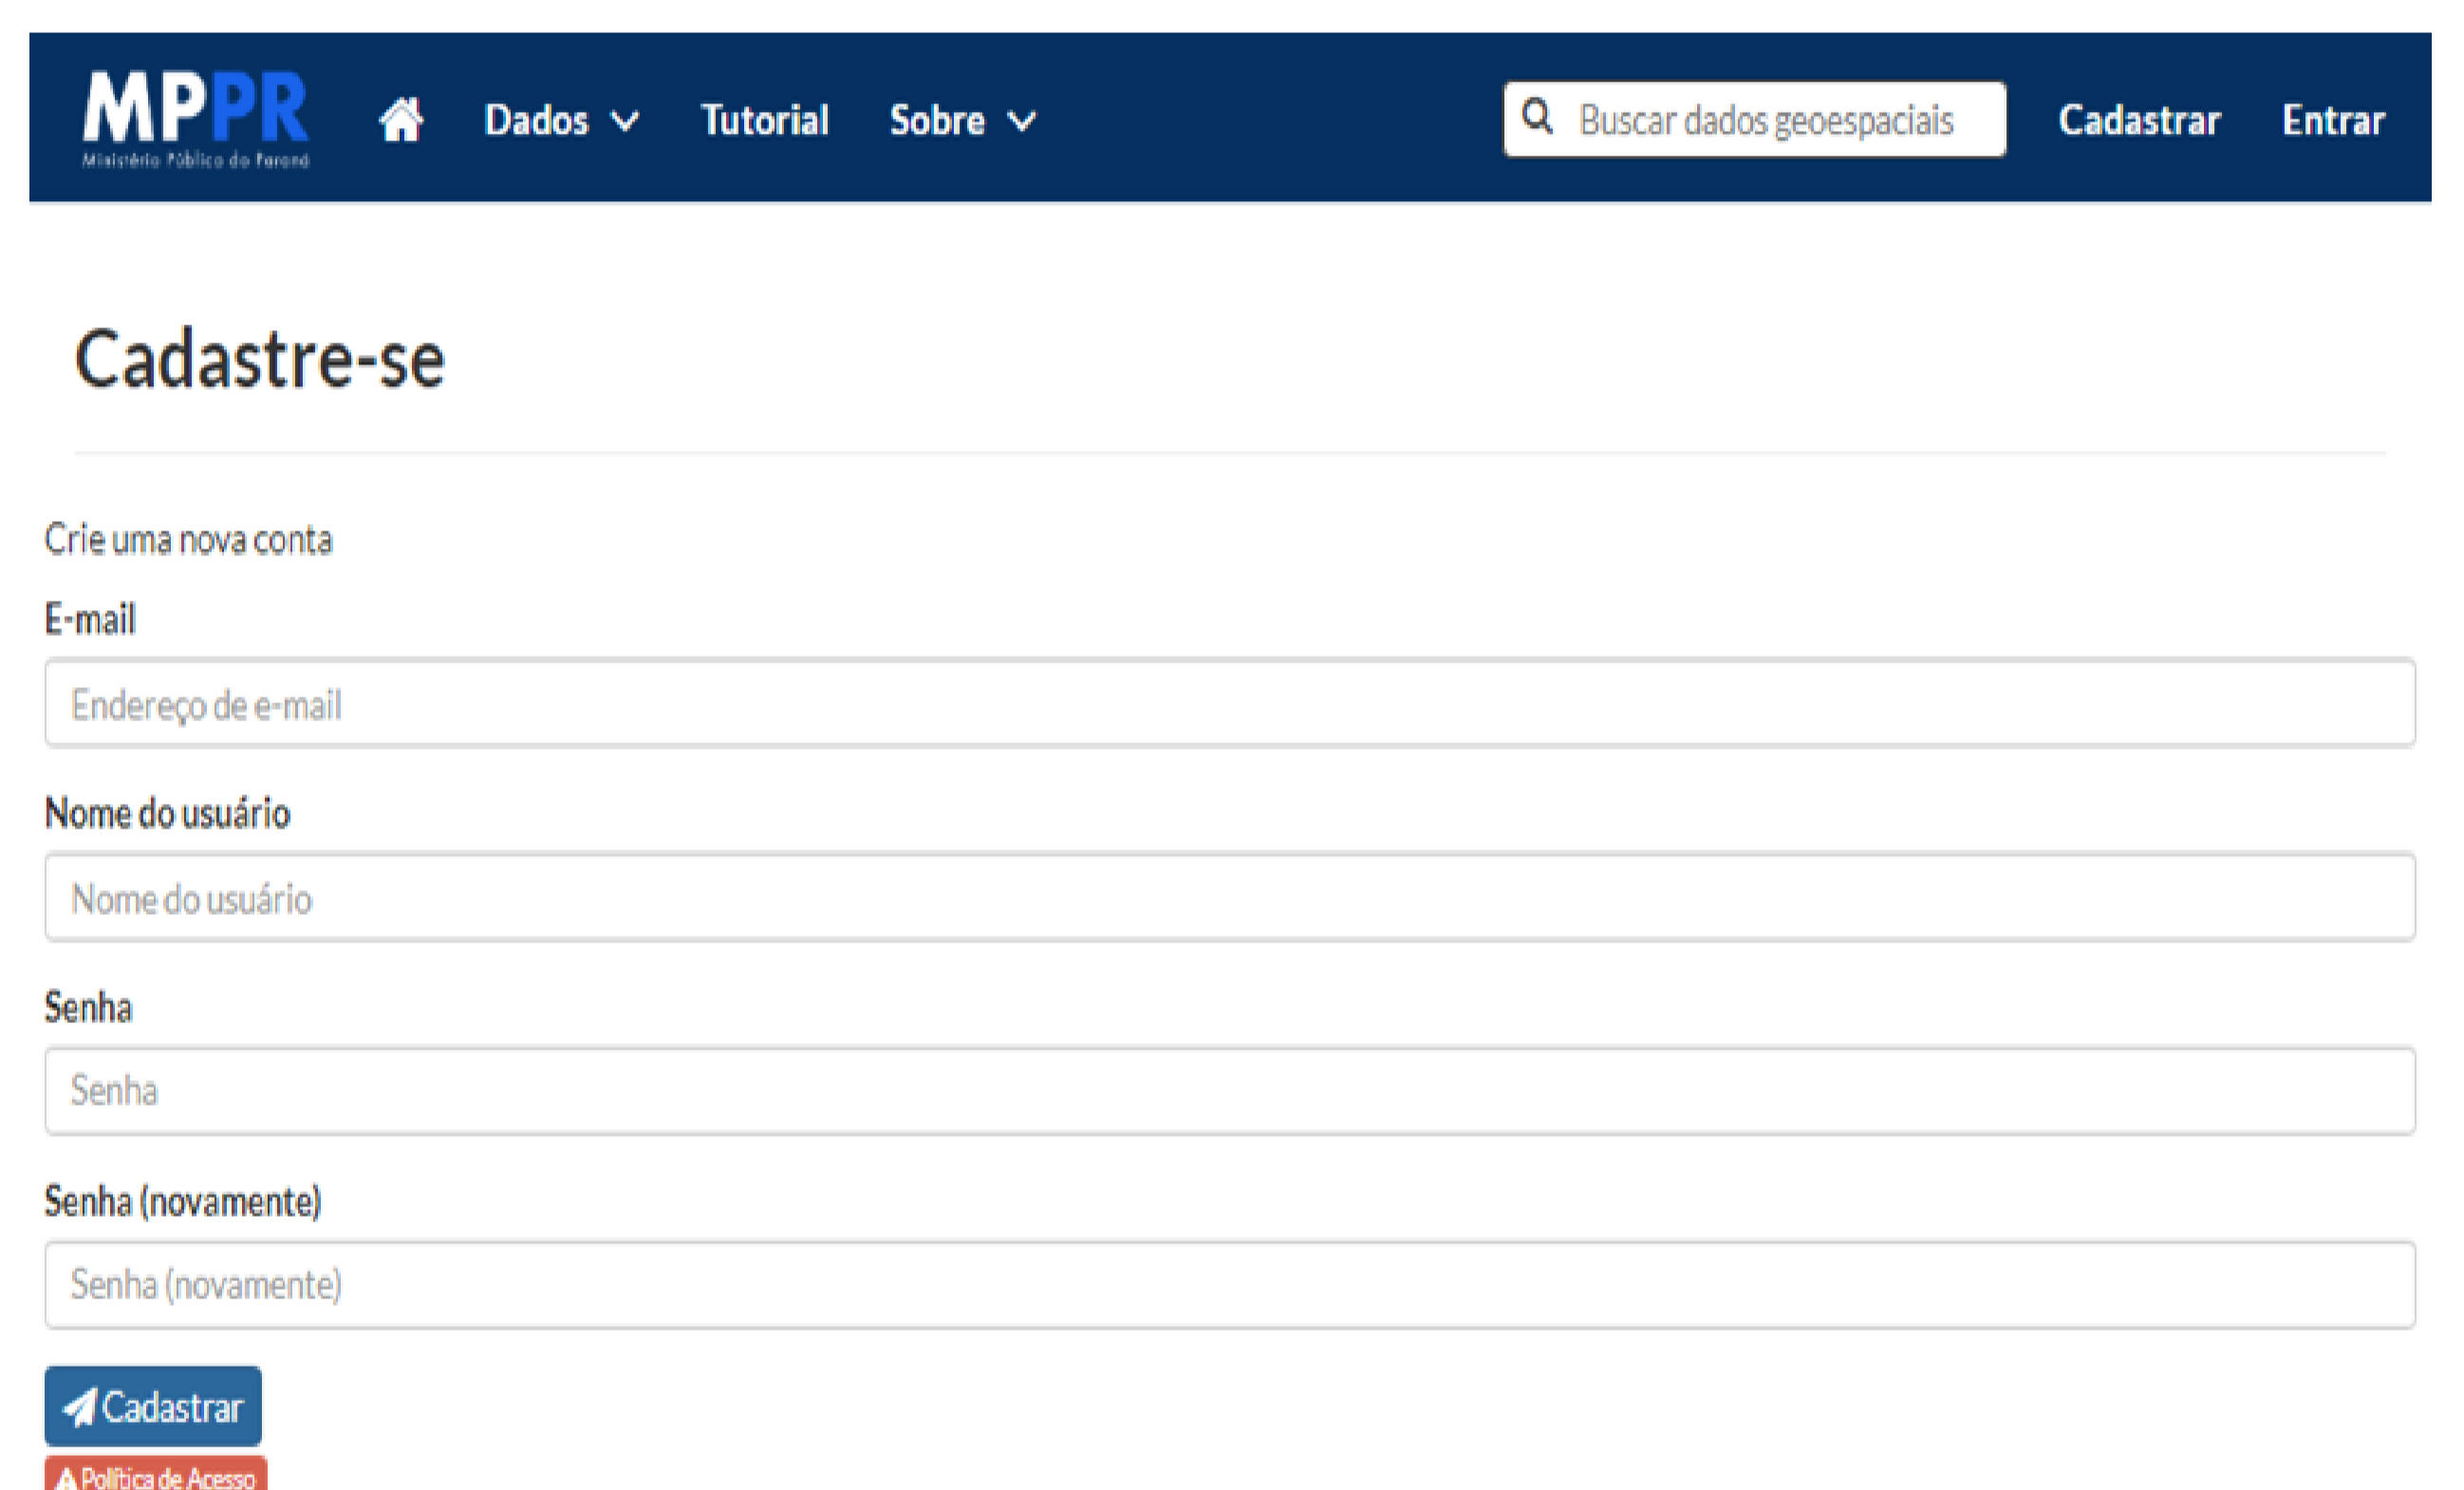 MPPR
Ministério Público do Paraná
Dados
Tutorial
Sobre
Buscar dados geoespaciais
Cadastrar
Entrar
Cadastre-se
Crie uma nova conta
E-mail
Endereço de e-mail
Nome do usuário
Nome do usuário
Senha
Senha
Senha (novamente)
Senha (novamente)
Cadastrar
Política de Acesso